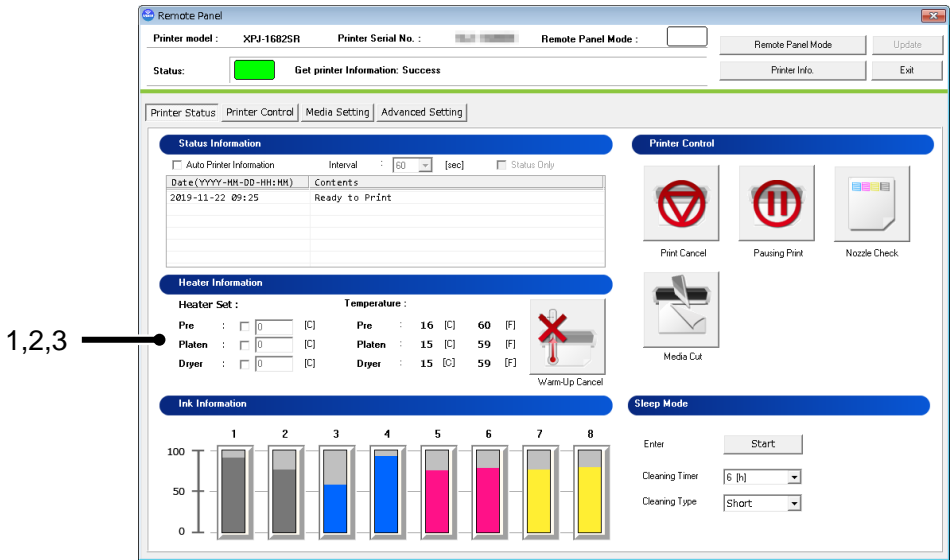 Remote Panel
Printer model : XPJ-1682SR Printer Serial No. : Remote Panel Mode :
Remote Panel Mode Update
Status: Get printer Information: Success
Printer Info. Exit
Printer Status Printer Control Media Setting Advanced Setting
Status Information
Auto Printer Information Interval : 60 [sec] Status Only
Date(YYYY-MM-DD-HH:MM) Contents
2019-11-22 09:25 Ready to Print
Printer Control
Print Cancel Pausing Print Nozzle Check
Media Cut
Heater Information
Heater Set : Temperature :
Pre : 0 [C] Pre : 16 [C] 60 [F]
Platen : 0 [C] Platen : 15 [C] 59 [F]
Dryer : 0 [C] Dryer : 15 [C] 59 [F]
Warm-Up Cancel
1,2,3
Ink Information
1 2 3 4 5 6 7 8
100
50
0
Sleep Mode
Enter Start
Cleaning Timer 6 [h]
Cleaning Type Short